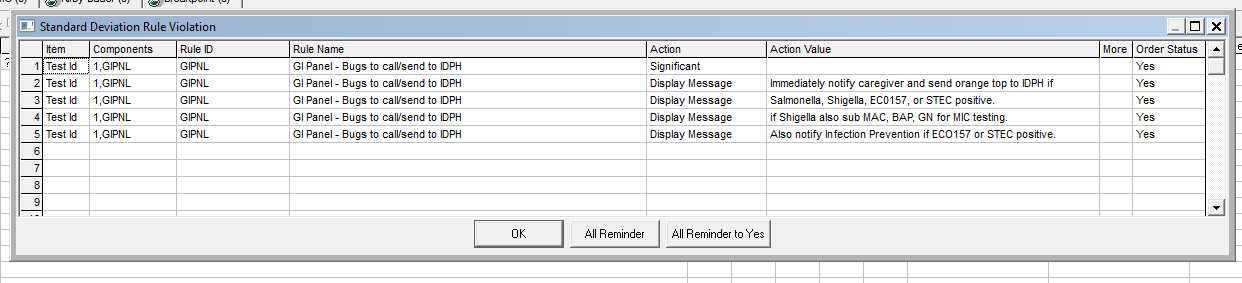 Standard Deviation Rule Violation
Item Components Rule ID Rule Name Action Action Value More Order Status
1 Test Id 1,GIPNL GIPNL GI Panel - Bugs to call/send to IDPH Significant Yes
2 Test Id 1,GIPNL GIPNL GI Panel - Bugs to call/send to IDPH Display Message Immediately notify caregiver and send orange top to IDPH if Yes
3 Test Id 1,GIPNL GIPNL GI Panel - Bugs to call/send to IDPH Display Message Salmonella, Shigella, EC0157, or STEC positive. Yes
4 Test Id 1,GIPNL GIPNL GI Panel - Bugs to call/send to IDPH Display Message if Shigella also sub MAC, BAP, GN for MIC testing. Yes
5 Test Id 1,GIPNL GIPNL GI Panel - Bugs to call/send to IDPH Display Message Also notify Infection Prevention if ECO157 or STEC positive. Yes
6
7
8
9
OK All Reminder All Reminder to Yes